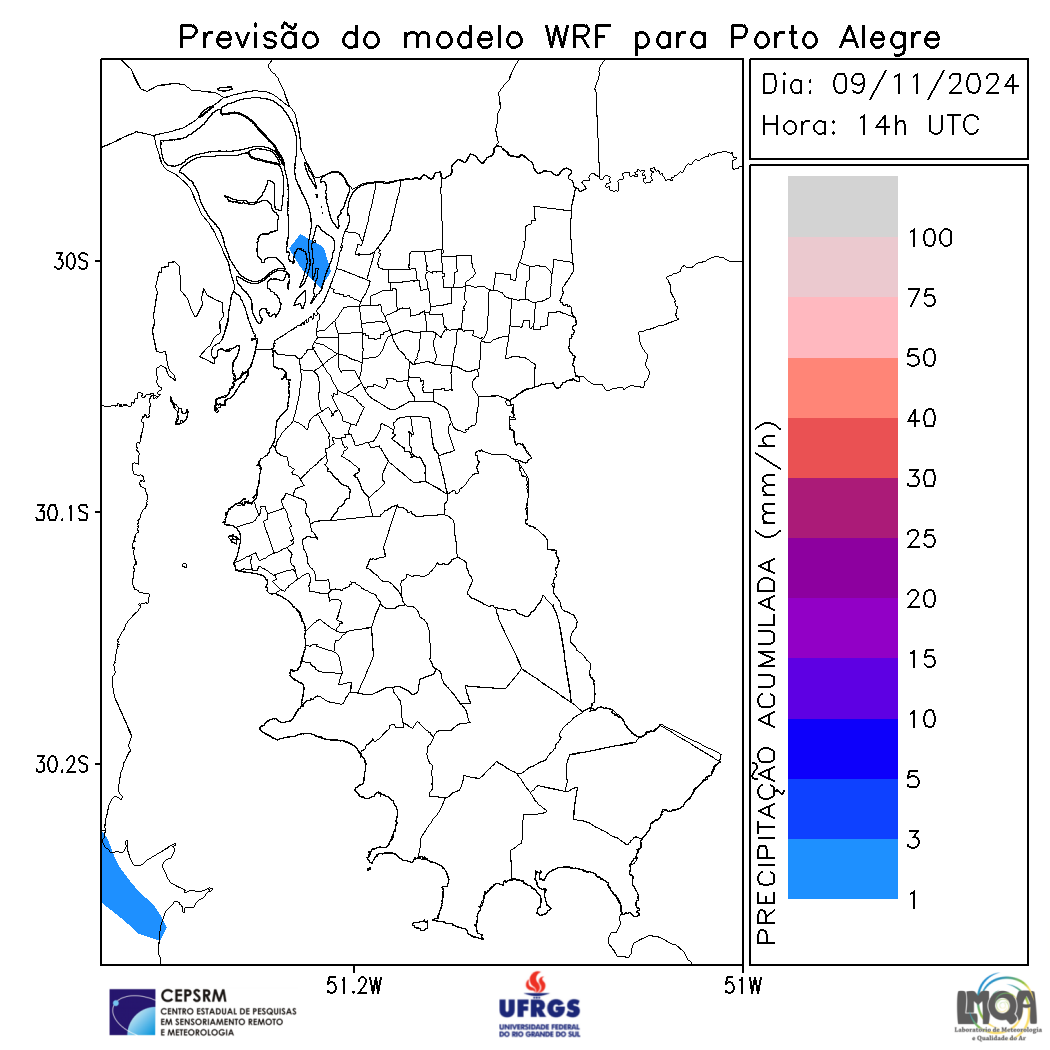 Previsão do modelo WRF para Porto Alegre
Dia: 09/11/2024
Hora: 14h UTC
30S
30.1S
30.2S
51.2W
51W
PRECIPITAÇÃO ACUMULADA (mm/h)
100
75
50
40
30
25
20
15
10
5
3
1
CEPSRM
CENTRO ESTADUAL DE PESQUISAS
EM SENSORIAMENTO REMOTO
E METEOROLOGIA
UFRGS
UNIVERSIDADE FEDERAL
DO RIO GRANDE DO SUL
LMQA
Laboratório de Meteorologia
e Qualidade do Ar